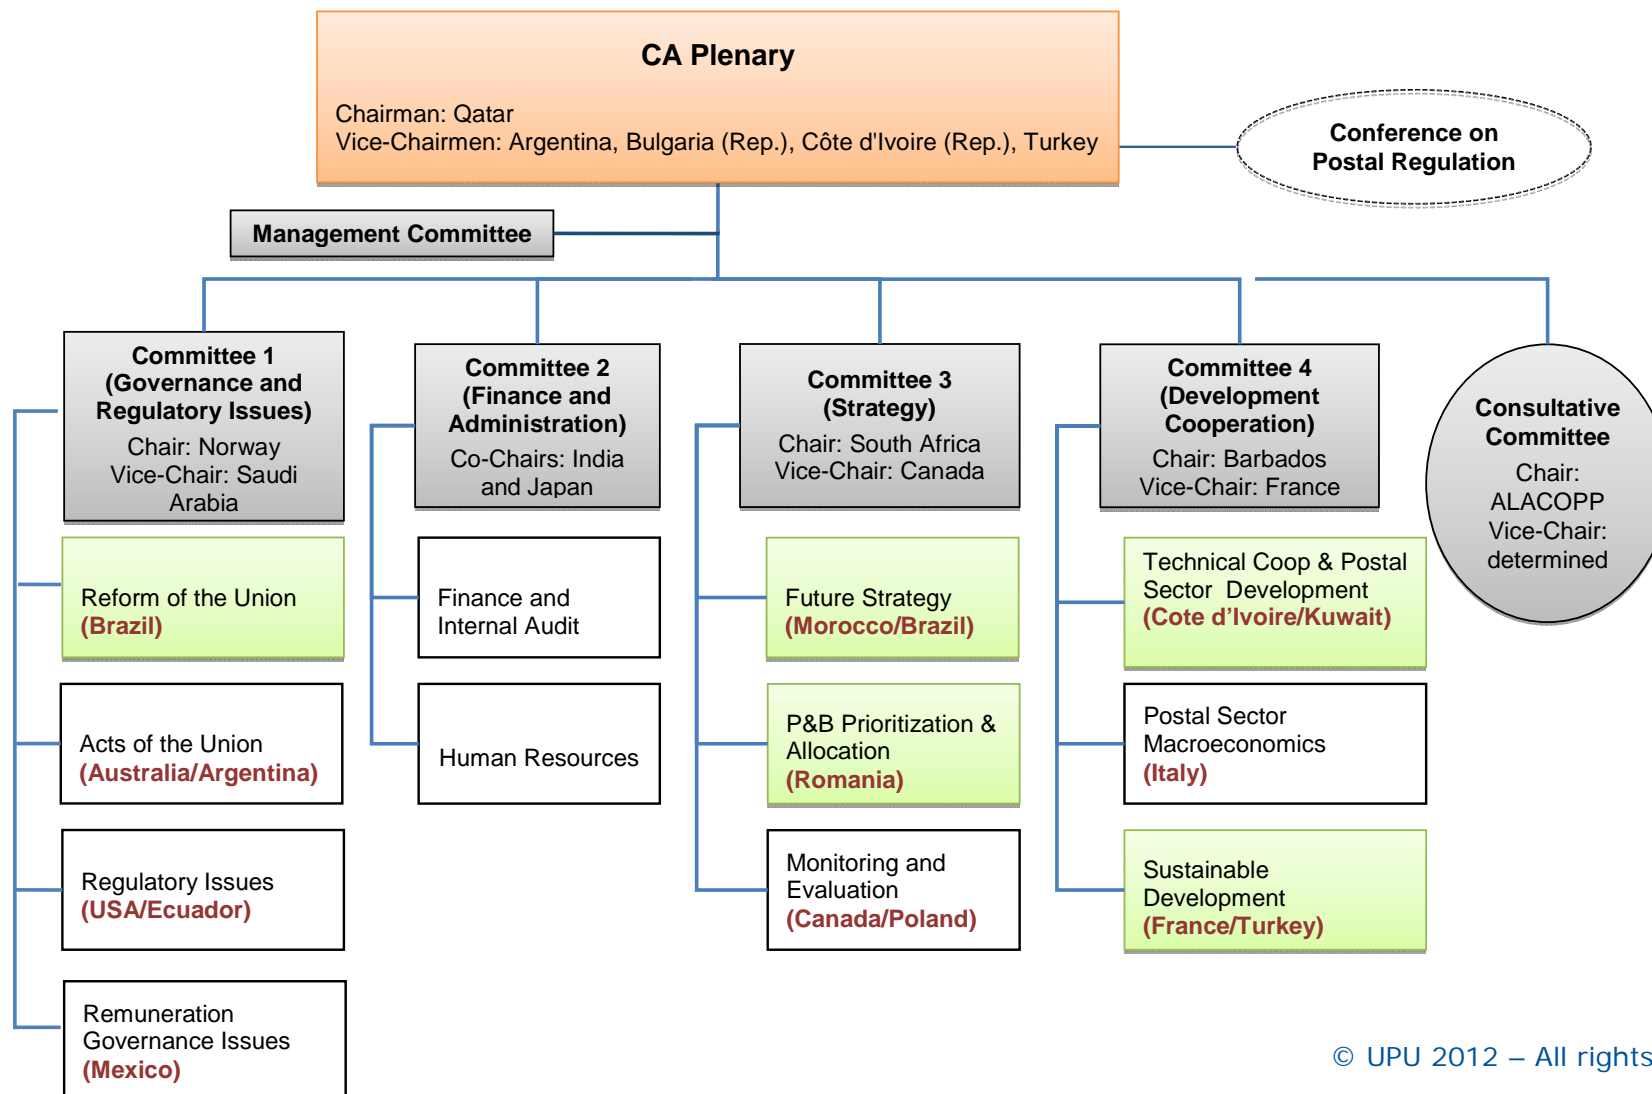 CA Plenary
Chairman: Qatar
Vice-Chairmen: Argentina, Bulgaria (Rep.), Côte d'Ivoire (Rep.), Turkey
Conference on
Postal Regulation
Management Committee
Committee 1
(Governance and
Regulatory Issues)
Chair: Norway
Vice-Chair: Saudi
Arabia
Reform of the Union
(Brazil)
Acts of the Union
(Australia/Argentina)
Regulatory Issues
(USA/Ecuador)
Remuneration
Governance Issues
(Mexico)
Committee 2
(Finance and
Administration)
Co-Chairs: India
and Japan
Finance and
Internal Audit
Human Resources
Committee 3
(Strategy)
Chair: South Africa
Vice-Chair: Canada
Future Strategy
(Morocco/Brazil)
P&B Prioritization &
Allocation
(Romania)
Monitoring and
Evaluation
(Canada/Poland)
Committee 4
(Development
Cooperation)
Chair: Barbados
Vice-Chair: France
Technical Coop & Postal
Sector Development
(Cote d’Ivoire/Kuwait)
Postal Sector
Macroeconomics
(Italy)
Sustainable
Development
(France/Turkey)
Consultative
Committee
Chair:
ALACOPP
Vice-Chair:
determined
© UPU 2012 – All rights